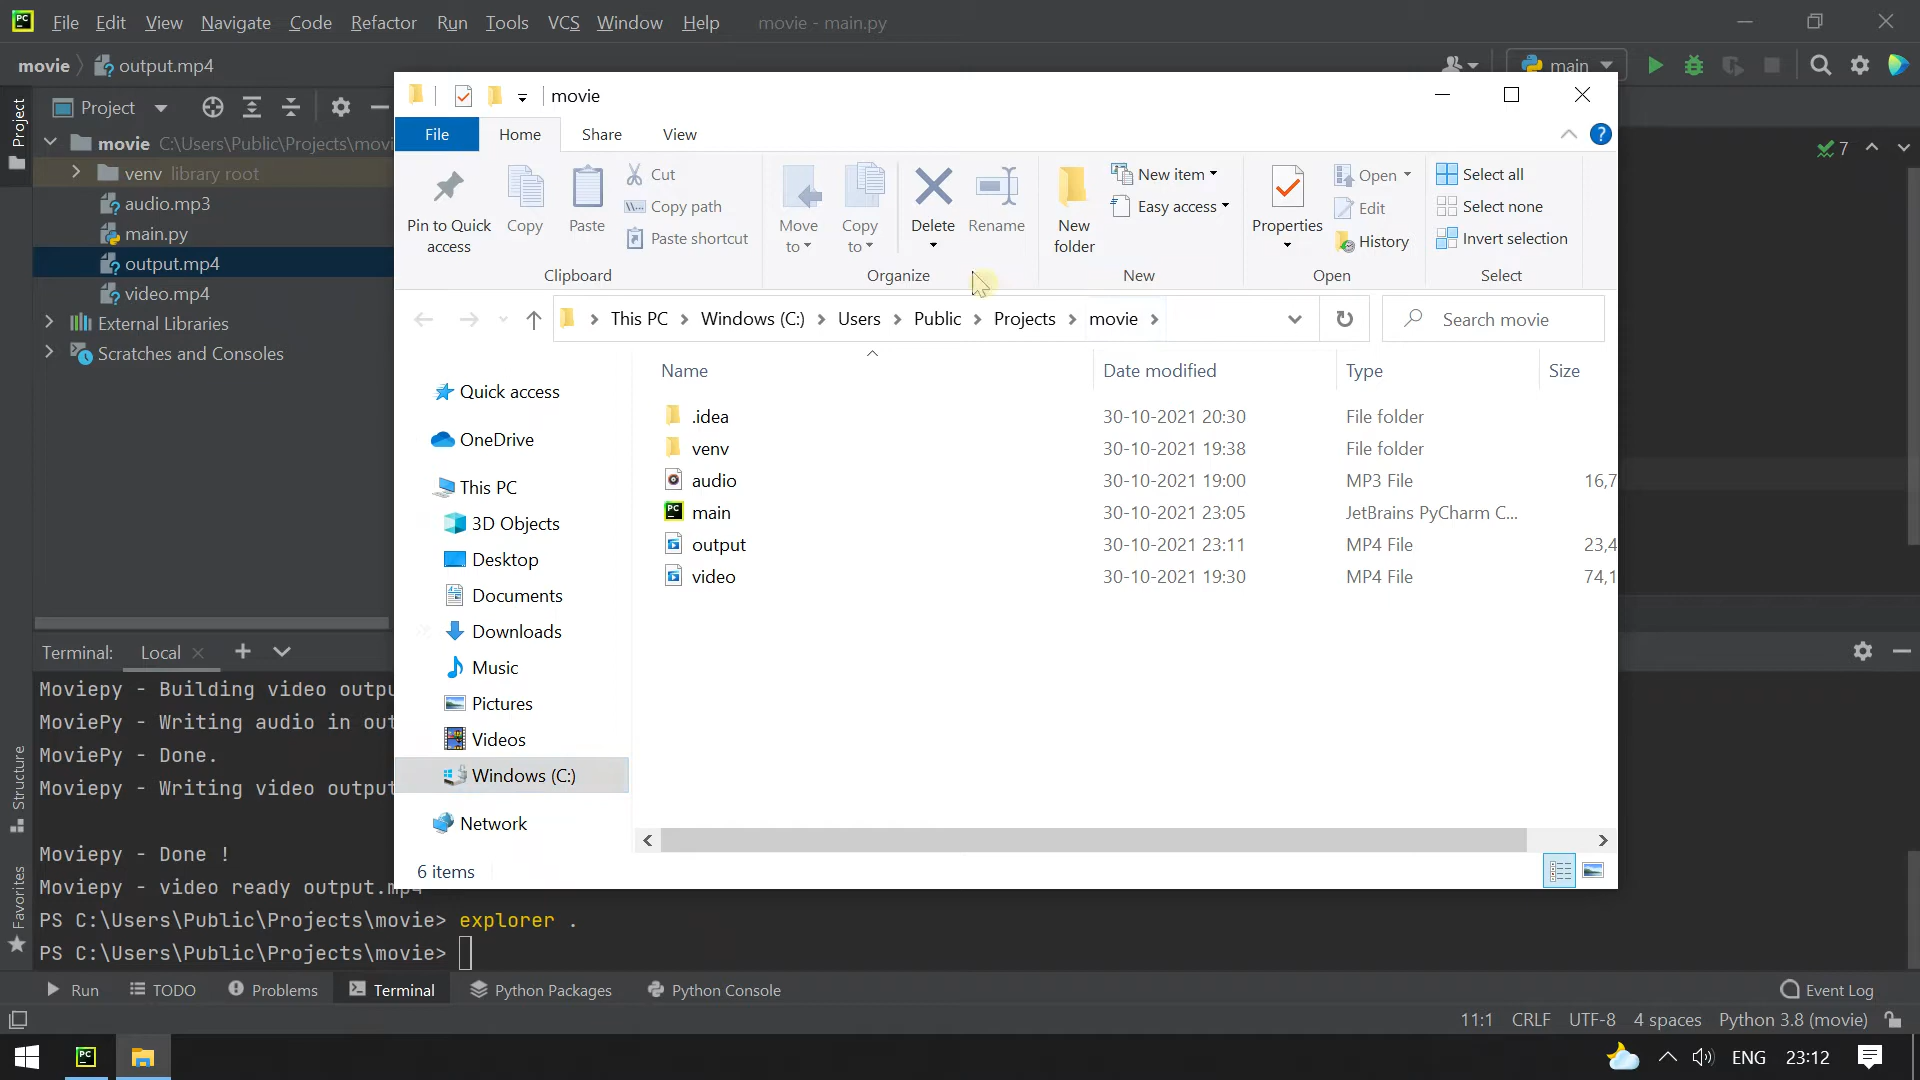 File Edit View Navigate Code Refactor Run Tools VCS Window Help movie - main.py
movie output.mp4
main
Project
Project
movie C:\Users\Public\Projects\movi
venv library root
audio.mp3
main.py
output.mp4
video.mp4
External Libraries
Scratches and Consoles
7
movie
File Home Share View
Pin to Quick access
Copy
Paste
Cut
Copy path
Paste shortcut
Clipboard
Move to
Copy to
Delete
Rename
Organize
New folder
New item
Easy access
New
Properties
Open
Edit
History
Open
Select all
Select none
Invert selection
Select
This PC Windows (C:) Users Public Projects movie
Search movie
Quick access
OneDrive
This PC
3D Objects
Desktop
Documents
Downloads
Music
Pictures
Videos
Windows (C:)
Network
Name Date modified Type Size
.idea 30-10-2021 20:30 File folder
venv 30-10-2021 19:38 File folder
audio 30-10-2021 19:00 MP3 File 16,7
main 30-10-2021 23:05 JetBrains PyCharm C...
output 30-10-2021 23:11 MP4 File 23,4
video 30-10-2021 19:30 MP4 File 74,1
6 items
Terminal: Local
Moviepy - Building video outpu
MoviePy - Writing audio in out
MoviePy - Done.
Moviepy - Writing video output
Moviepy - Done !
Moviepy - video ready output.mp4
PS C:\Users\Public\Projects\movie> explorer .
PS C:\Users\Public\Projects\movie>
Structure
Favorites
Run TODO Problems Terminal Python Packages Python Console Event Log
11:1 CRLF UTF-8 4 spaces Python 3.8 (movie)
ENG 23:12